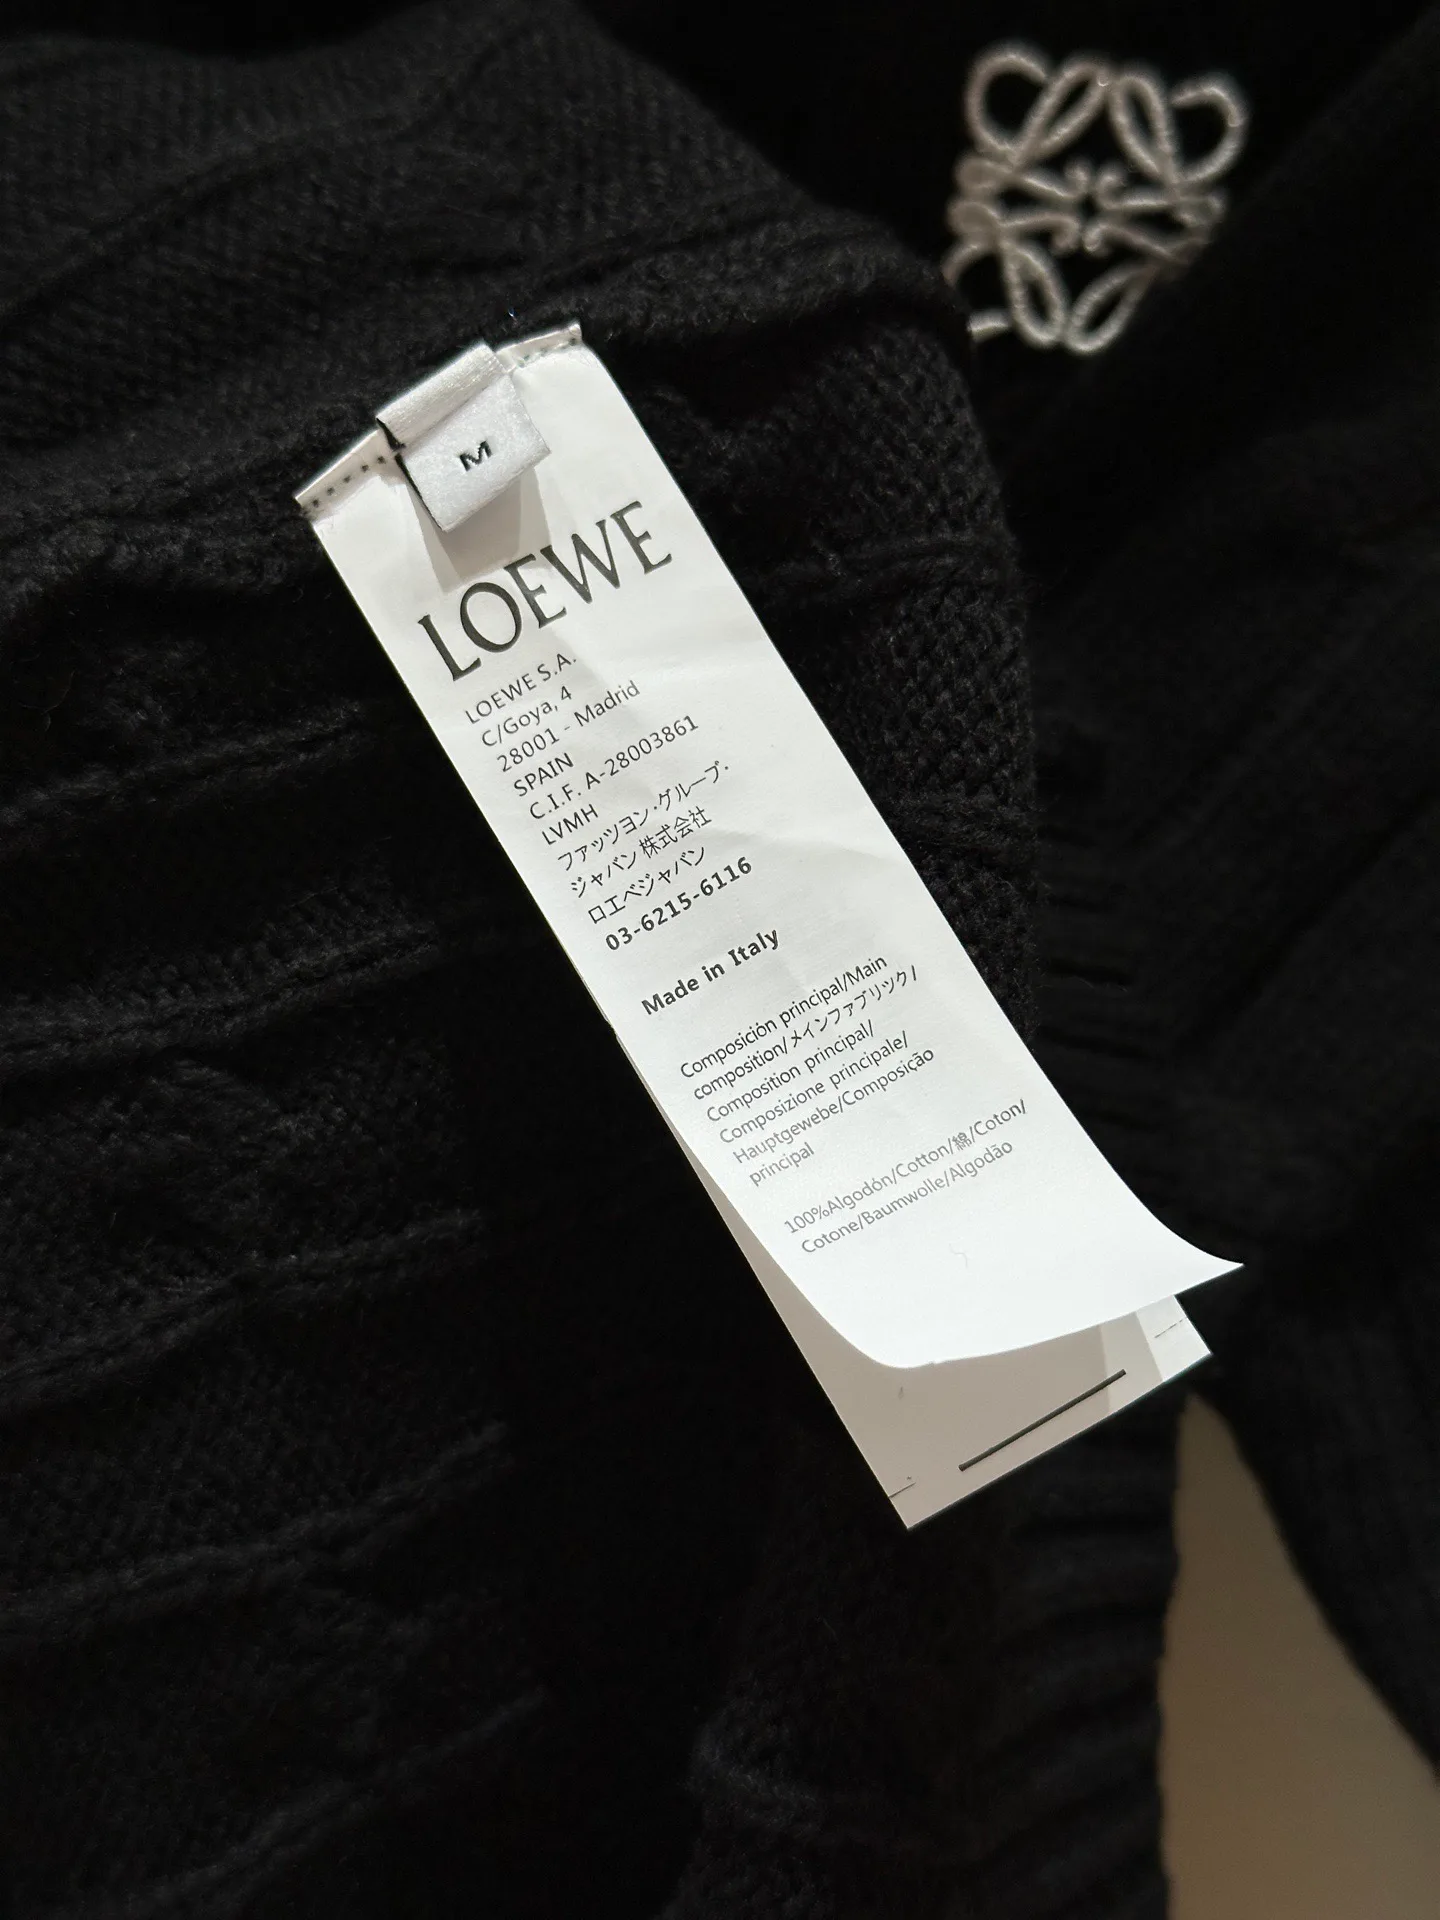 M
LOEWE
LOEWE S.A.
C/Goya, 4
28001 - Madrid
SPAIN
C.I.F. A-28003861
LVMH
ファッツヨン・グループ・
ジャバン 株式会社
ロエベジャバン
03-6215-6116
Made in Italy
Composición principal/Main
composition/メインファブリツク/
Composition principal/
Composizione principale/
Hauptgewebe/Composição
principal
100%Algodón/Cotton/綿/Coton/
Cotone/Baumwolle/Algodão